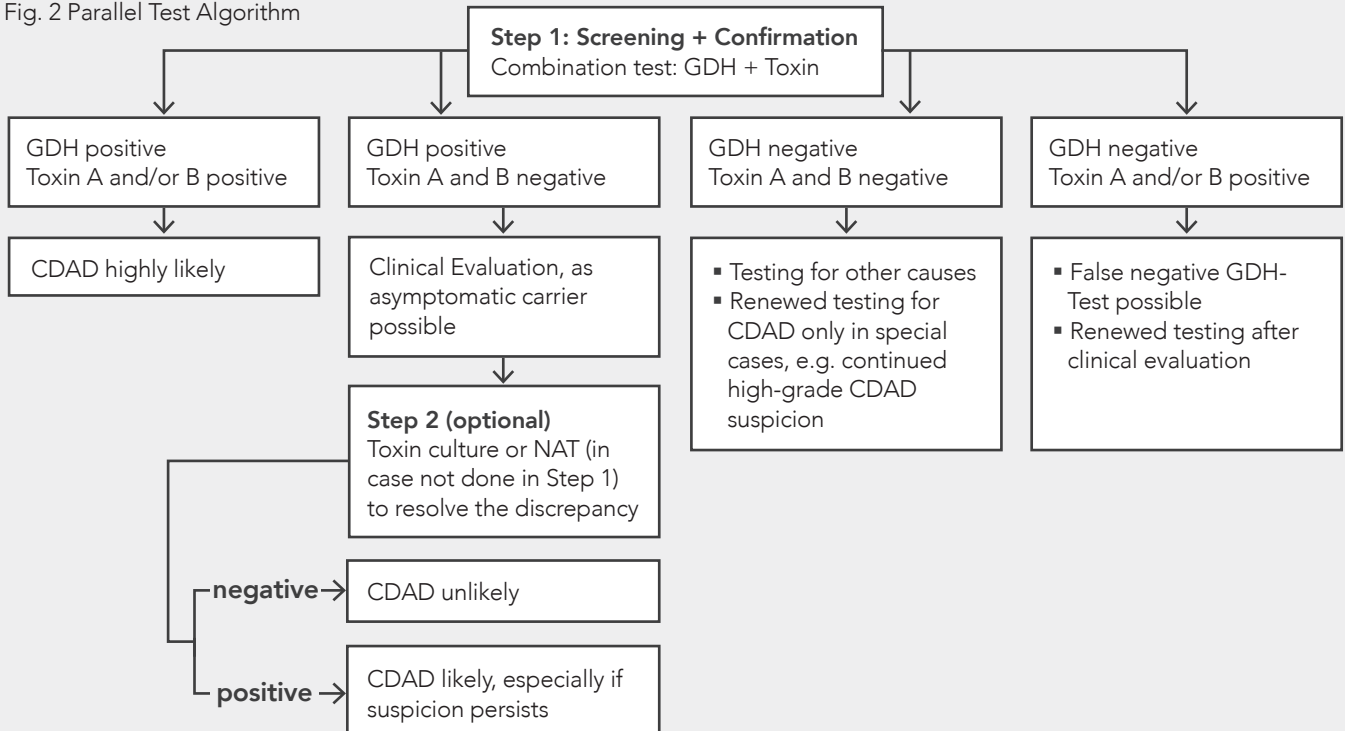 Fig. 2 Parallel Test Algorithm
Step 1: Screening + Confirmation
Combination test: GDH + Toxin
GDH positive
Toxin A and/or B positive
CDAD highly likely
GDH positive
Toxin A and B negative
Clinical Evaluation, as
asymptomatic carrier
possible
Step 2 (optional)
Toxin culture or NAT (in
case not done in Step 1)
to resolve the discrepancy
negative
CDAD unlikely
positive
CDAD likely, especially if
suspicion persists
GDH negative
Toxin A and B negative
▪ Testing for other causes
▪ Renewed testing for
CDAD only in special
cases, e.g. continued
high-grade CDAD
suspicion
GDH negative
Toxin A and/or B positive
▪ False negative GDH-
Test possible
▪ Renewed testing after
clinical evaluation